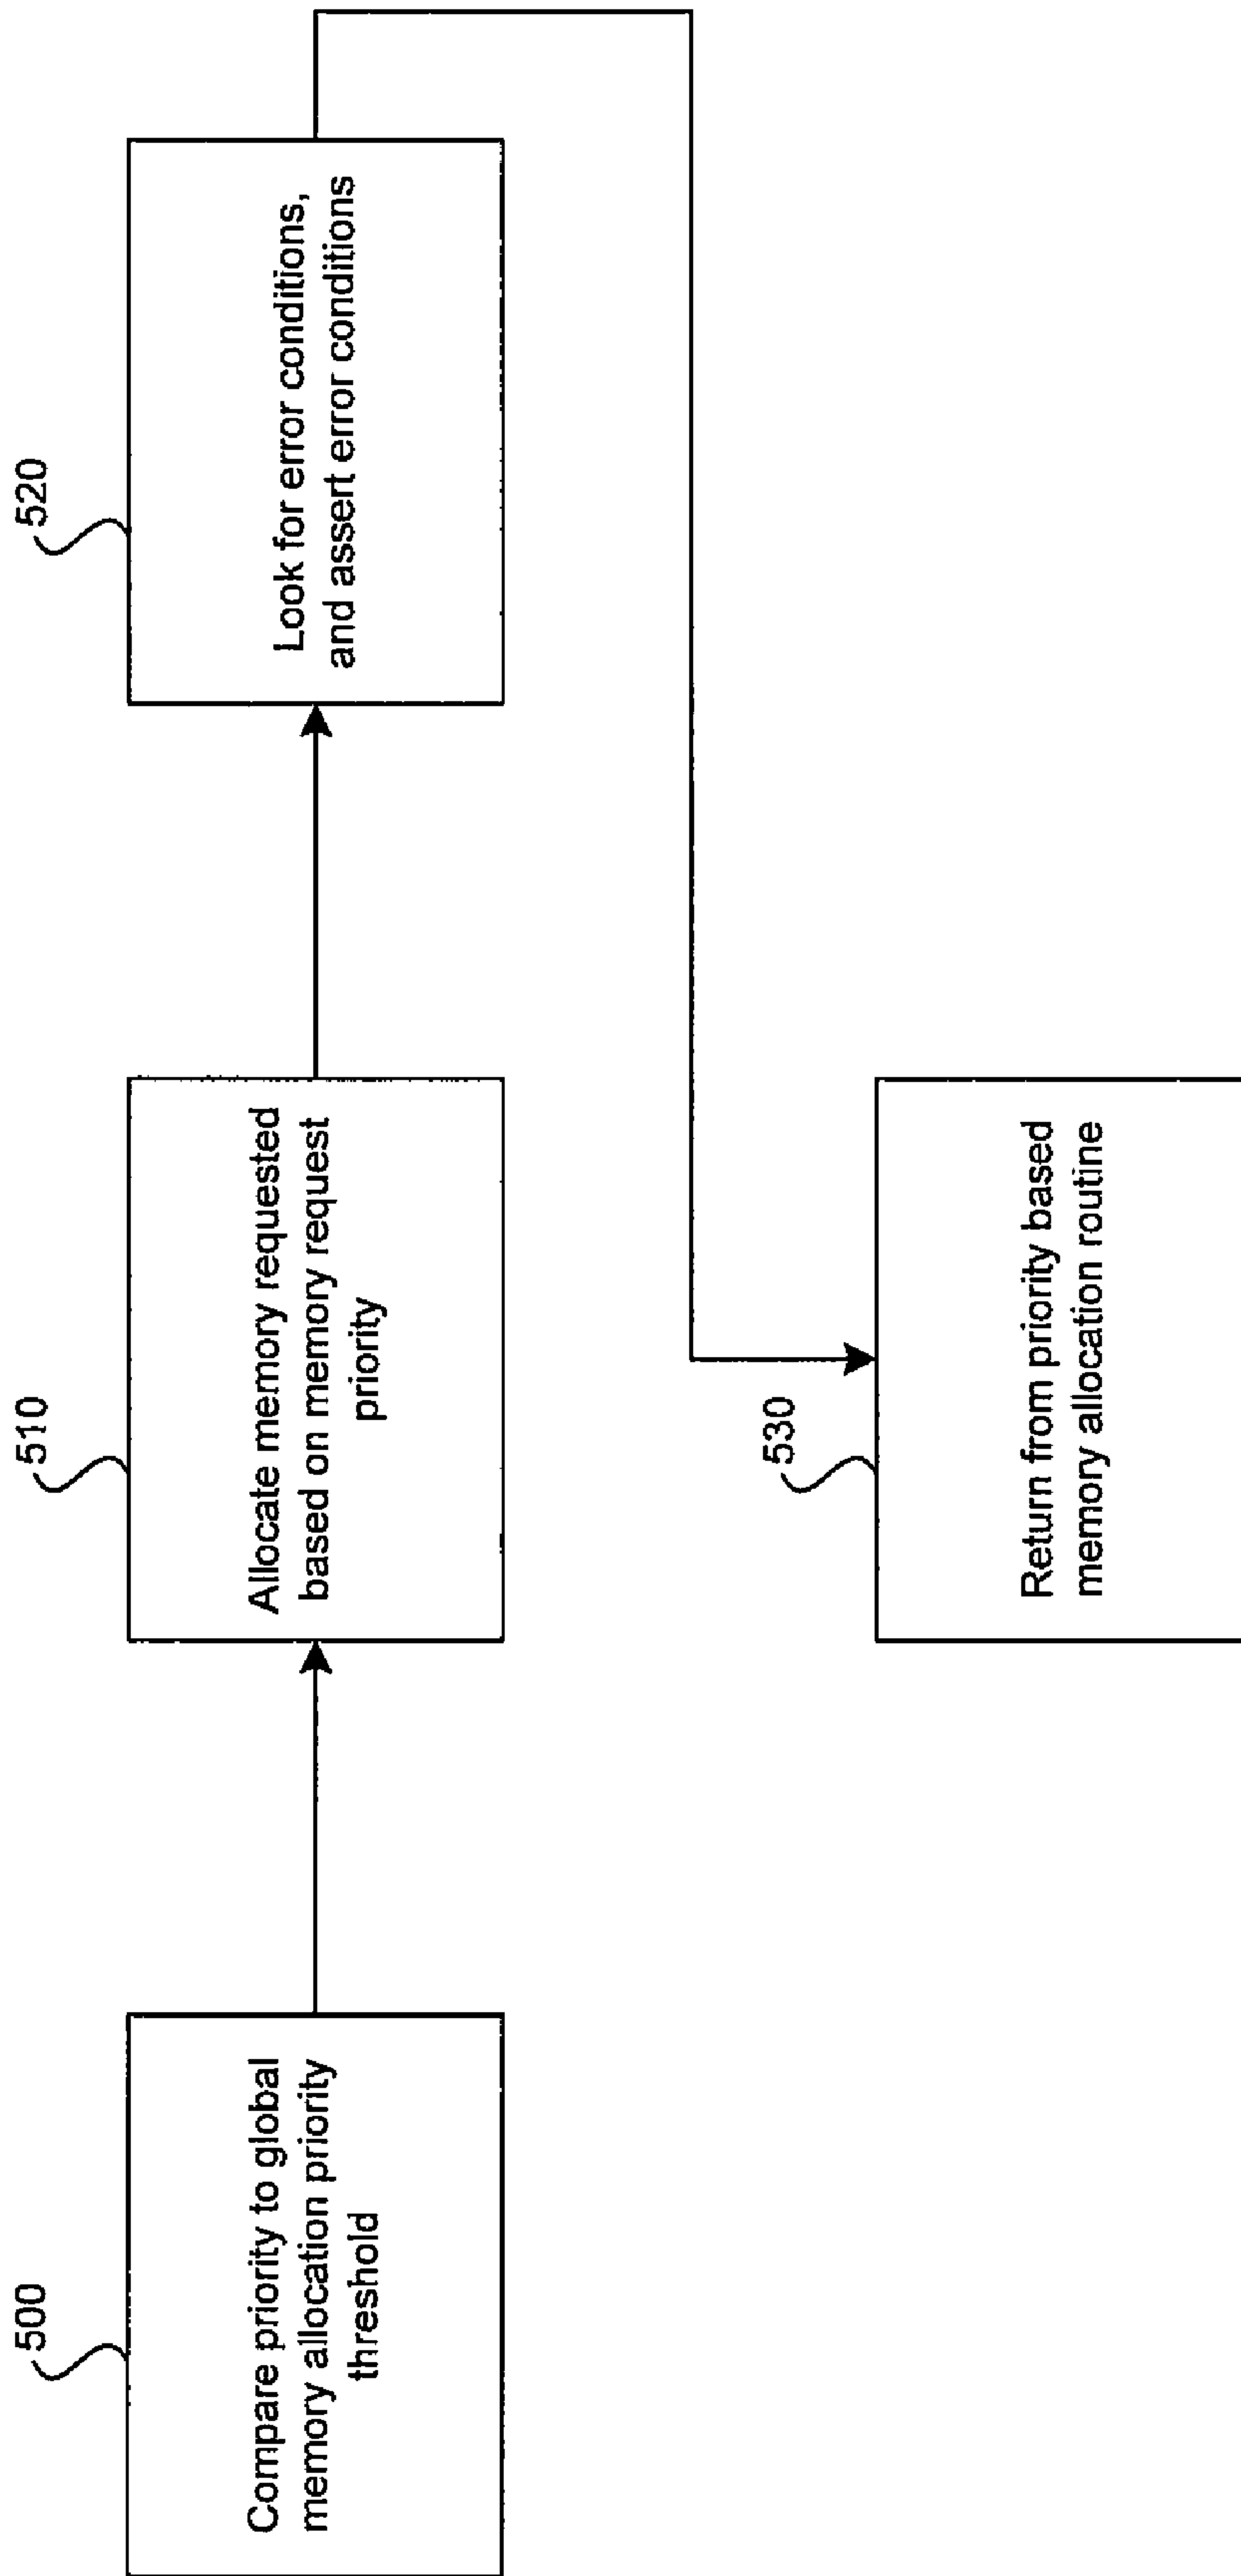 500
Compare priority to global
memory allocation priority
threshold
510
Allocate memory requested
based on memory request
priority
520
Look for error conditions,
and assert error conditions
530
Return from priority based
memory allocation routine